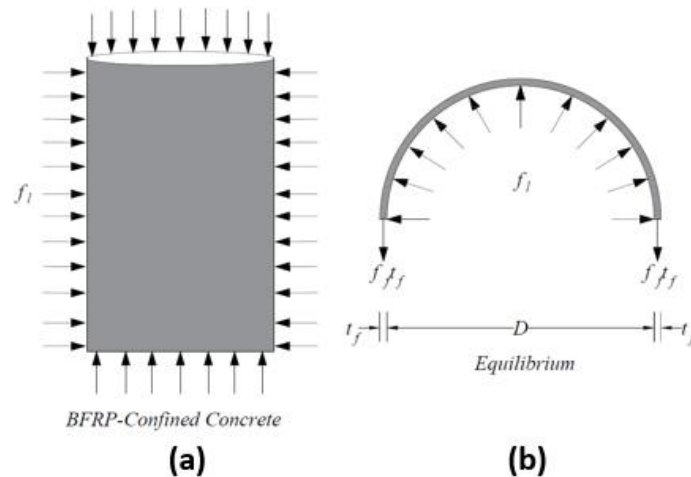 f_l
f_l
f_f t_f
f_f t_f
t_f
D
t_f
Equilibrium
BFRP-Confined Concrete
(a)
(b)